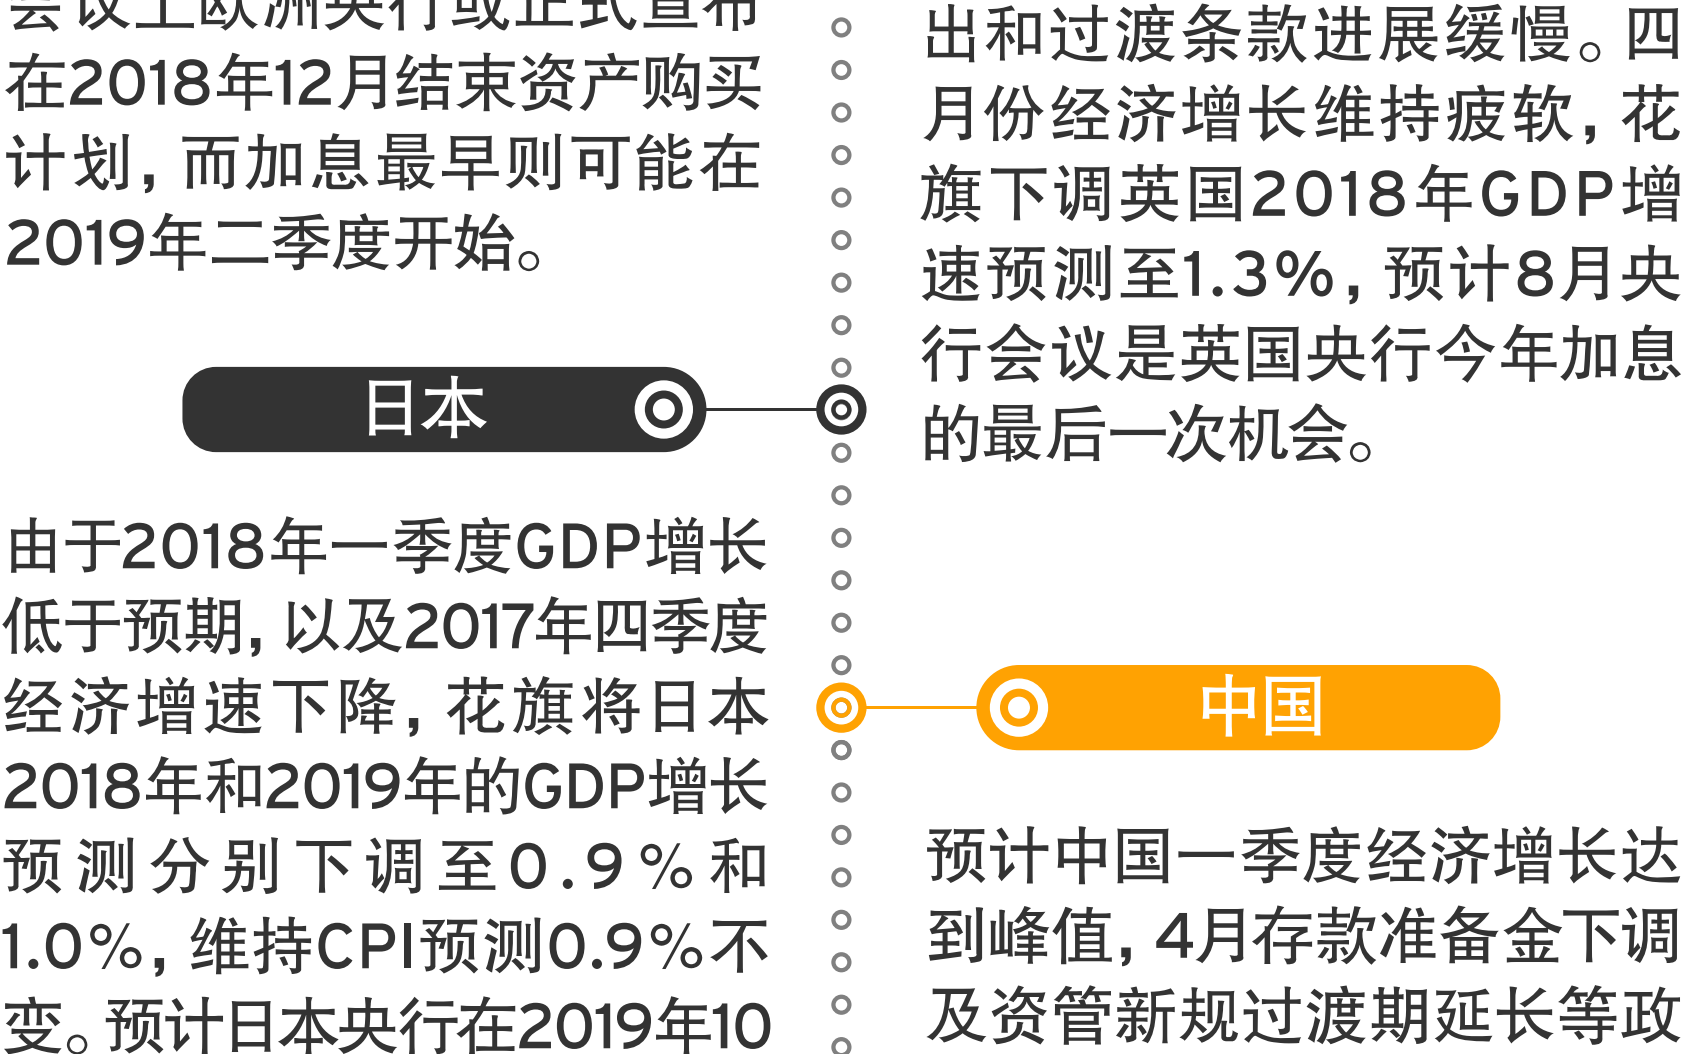 会议上欧洲央行或正式宣布
在2018年12月结束资产购买
计划，而加息最早则可能在
2019年二季度开始。
日本
由于2018年一季度GDP增长
低于预期，以及2017年四季度
经济增速下降，花旗将日本
2018年和2019年的GDP增长
预测分别下调至0.9%和
1.0%，维持CPI预测0.9%不
变。预计日本央行在2019年10
出和过渡条款进展缓慢。四
月份经济增长维持疲软，花
旗下调英国2018年GDP增
速预测至1.3%，预计8月央
行会议是英国央行今年加息
的最后一次机会。
中国
预计中国一季度经济增长达
到峰值，4月存款准备金下调
及资管新规过渡期延长等政